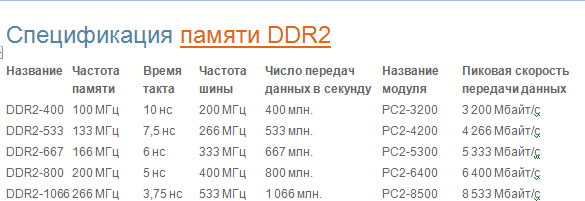 Спецификация памяти DDR2
Название Частота памяти Время такта Частота шины Число передач данных в секунду Название модуля Пиковая скорость передачи данных
DDR2-400 100 МГц 10 нс 200 МГц 400 млн. PC2-3200 3 200 Мбайт/с
DDR2-533 133 МГц 7,5 нс 266 МГц 533 млн. PC2-4200 4 266 Мбайт/с
DDR2-667 166 МГц 6 нс 333 МГц 667 млн. PC2-5300 5 333 Мбайт/с
DDR2-800 200 МГц 5 нс 400 МГц 800 млн. PC2-6400 6 400 Мбайт/с
DDR2-1066 266 МГц 3,75 нс 533 МГц 1 066 млн. PC2-8500 8 533 Мбайт/с